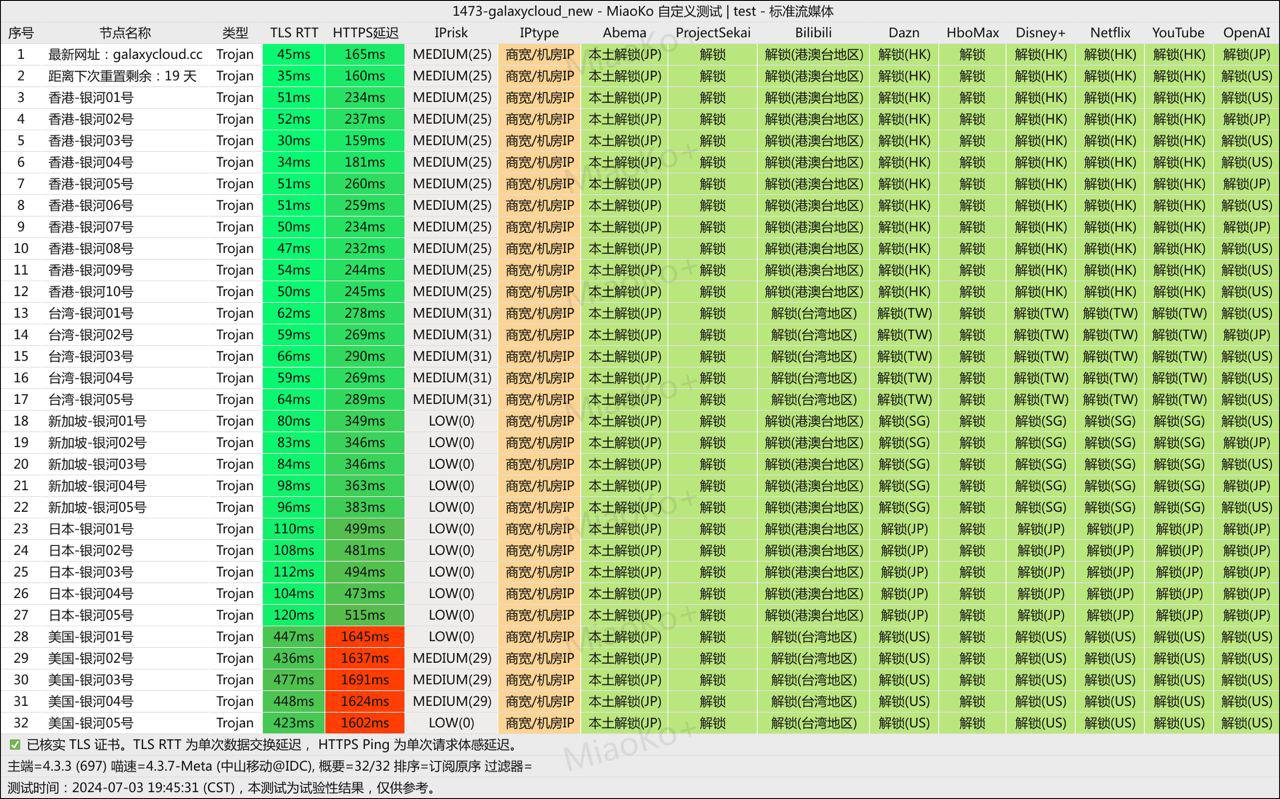 1473-galaxycloud_new - MiaoKo 自定义测试 | test - 标准流媒体
序号 节点名称 类型 TLS RTT HTTPS延迟 IPrisk IPtype Abema ProjectSekai Bilibili Dazn HboMax Disney+ Netflix YouTube OpenAI
1 最新网址：galaxycloud.cc Trojan 45ms 165ms MEDIUM(25) 商宽/机房IP 本土解锁(JP) 解锁 解锁(港澳台地区) 解锁(HK) 解锁 解锁(HK) 解锁(HK) 解锁(HK) 解锁(JP)
2 距离下次重置剩余：19 天 Trojan 35ms 160ms MEDIUM(25) 商宽/机房IP 本土解锁(JP) 解锁 解锁(港澳台地区) 解锁(HK) 解锁 解锁(HK) 解锁(HK) 解锁(HK) 解锁(US)
3 香港-银河01号 Trojan 51ms 234ms MEDIUM(25) 商宽/机房IP 本土解锁(JP) 解锁 解锁(港澳台地区) 解锁(HK) 解锁 解锁(HK) 解锁(HK) 解锁(HK) 解锁(US)
4 香港-银河02号 Trojan 52ms 237ms MEDIUM(25) 商宽/机房IP 本土解锁(JP) 解锁 解锁(港澳台地区) 解锁(HK) 解锁 解锁(HK) 解锁(HK) 解锁(HK) 解锁(JP)
5 香港-银河03号 Trojan 30ms 159ms MEDIUM(25) 商宽/机房IP 本土解锁(JP) 解锁 解锁(港澳台地区) 解锁(HK) 解锁 解锁(HK) 解锁(HK) 解锁(HK) 解锁(US)
6 香港-银河04号 Trojan 34ms 181ms MEDIUM(25) 商宽/机房IP 本土解锁(JP) 解锁 解锁(港澳台地区) 解锁(HK) 解锁 解锁(HK) 解锁(HK) 解锁(HK) 解锁(US)
7 香港-银河05号 Trojan 51ms 260ms MEDIUM(25) 商宽/机房IP 本土解锁(JP) 解锁 解锁(港澳台地区) 解锁(HK) 解锁 解锁(HK) 解锁(HK) 解锁(HK) 解锁(JP)
8 香港-银河06号 Trojan 51ms 259ms MEDIUM(25) 商宽/机房IP 本土解锁(JP) 解锁 解锁(港澳台地区) 解锁(HK) 解锁 解锁(HK) 解锁(HK) 解锁(HK) 解锁(US)
9 香港-银河07号 Trojan 50ms 234ms MEDIUM(25) 商宽/机房IP 本土解锁(JP) 解锁 解锁(港澳台地区) 解锁(HK) 解锁 解锁(HK) 解锁(HK) 解锁(HK) 解锁(JP)
10 香港-银河08号 Trojan 47ms 232ms MEDIUM(25) 商宽/机房IP 本土解锁(JP) 解锁 解锁(港澳台地区) 解锁(HK) 解锁 解锁(HK) 解锁(HK) 解锁(HK) 解锁(US)
11 香港-银河09号 Trojan 54ms 244ms MEDIUM(25) 商宽/机房IP 本土解锁(JP) 解锁 解锁(港澳台地区) 解锁(HK) 解锁 解锁(HK) 解锁(HK) 解锁(HK) 解锁(US)
12 香港-银河10号 Trojan 50ms 245ms MEDIUM(25) 商宽/机房IP 本土解锁(JP) 解锁 解锁(港澳台地区) 解锁(HK) 解锁 解锁(HK) 解锁(HK) 解锁(HK) 解锁(US)
13 台湾-银河01号 Trojan 62ms 278ms MEDIUM(31) 商宽/机房IP 本土解锁(JP) 解锁 解锁(台湾地区) 解锁(TW) 解锁 解锁(TW) 解锁(TW) 解锁(TW) 解锁(US)
14 台湾-银河02号 Trojan 59ms 269ms MEDIUM(31) 商宽/机房IP 本土解锁(JP) 解锁 解锁(台湾地区) 解锁(TW) 解锁 解锁(TW) 解锁(TW) 解锁(TW) 解锁(JP)
15 台湾-银河03号 Trojan 66ms 290ms MEDIUM(31) 商宽/机房IP 本土解锁(JP) 解锁 解锁(台湾地区) 解锁(TW) 解锁 解锁(TW) 解锁(TW) 解锁(TW) 解锁(US)
16 台湾-银河04号 Trojan 59ms 269ms MEDIUM(31) 商宽/机房IP 本土解锁(JP) 解锁 解锁(台湾地区) 解锁(TW) 解锁 解锁(TW) 解锁(TW) 解锁(TW) 解锁(US)
17 台湾-银河05号 Trojan 64ms 289ms MEDIUM(31) 商宽/机房IP 本土解锁(JP) 解锁 解锁(台湾地区) 解锁(TW) 解锁 解锁(TW) 解锁(TW) 解锁(TW) 解锁(US)
18 新加坡-银河01号 Trojan 80ms 349ms LOW(0) 商宽/机房IP 本土解锁(JP) 解锁 解锁(港澳台地区) 解锁(SG) 解锁 解锁(SG) 解锁(SG) 解锁(SG) 解锁(US)
19 新加坡-银河02号 Trojan 83ms 346ms LOW(0) 商宽/机房IP 本土解锁(JP) 解锁 解锁(港澳台地区) 解锁(SG) 解锁 解锁(SG) 解锁(SG) 解锁(SG) 解锁(JP)
20 新加坡-银河03号 Trojan 84ms 346ms LOW(0) 商宽/机房IP 本土解锁(JP) 解锁 解锁(港澳台地区) 解锁(SG) 解锁 解锁(SG) 解锁(SG) 解锁(SG) 解锁(US)
21 新加坡-银河04号 Trojan 98ms 363ms LOW(0) 商宽/机房IP 本土解锁(JP) 解锁 解锁(港澳台地区) 解锁(SG) 解锁 解锁(SG) 解锁(SG) 解锁(SG) 解锁(JP)
22 新加坡-银河05号 Trojan 96ms 383ms LOW(0) 商宽/机房IP 本土解锁(JP) 解锁 解锁(港澳台地区) 解锁(SG) 解锁 解锁(SG) 解锁(SG) 解锁(SG) 解锁(US)
23 日本-银河01号 Trojan 110ms 499ms LOW(0) 商宽/机房IP 本土解锁(JP) 解锁 解锁(港澳台地区) 解锁(JP) 解锁 解锁(JP) 解锁(JP) 解锁(JP) 解锁(US)
24 日本-银河02号 Trojan 108ms 481ms LOW(0) 商宽/机房IP 本土解锁(JP) 解锁 解锁(港澳台地区) 解锁(JP) 解锁 解锁(JP) 解锁(JP) 解锁(JP) 解锁(JP)
25 日本-银河03号 Trojan 112ms 494ms LOW(0) 商宽/机房IP 本土解锁(JP) 解锁 解锁(港澳台地区) 解锁(JP) 解锁 解锁(JP) 解锁(JP) 解锁(JP) 解锁(US)
26 日本-银河04号 Trojan 104ms 473ms LOW(0) 商宽/机房IP 本土解锁(JP) 解锁 解锁(港澳台地区) 解锁(JP) 解锁 解锁(JP) 解锁(JP) 解锁(JP) 解锁(US)
27 日本-银河05号 Trojan 120ms 515ms LOW(0) 商宽/机房IP 本土解锁(JP) 解锁 解锁(港澳台地区) 解锁(JP) 解锁 解锁(JP) 解锁(JP) 解锁(JP) 解锁(JP)
28 美国-银河01号 Trojan 447ms 1645ms LOW(0) 商宽/机房IP 本土解锁(JP) 解锁 解锁(台湾地区) 解锁(US) 解锁 解锁(US) 解锁(US) 解锁(US) 解锁(JP)
29 美国-银河02号 Trojan 436ms 1637ms MEDIUM(29) 商宽/机房IP 本土解锁(JP) 解锁 解锁(台湾地区) 解锁(US) 解锁 解锁(US) 解锁(US) 解锁(US) 解锁(US)
30 美国-银河03号 Trojan 477ms 1691ms MEDIUM(29) 商宽/机房IP 本土解锁(JP) 解锁 解锁(台湾地区) 解锁(US) 解锁 解锁(US) 解锁(US) 解锁(US) 解锁(US)
31 美国-银河04号 Trojan 448ms 1624ms MEDIUM(29) 商宽/机房IP 本土解锁(JP) 解锁 解锁(台湾地区) 解锁(US) 解锁 解锁(US) 解锁(US) 解锁(US) 解锁(US)
32 美国-银河05号 Trojan 423ms 1602ms LOW(0) 商宽/机房IP 本土解锁(JP) 解锁 解锁(台湾地区) 解锁(US) 解锁 解锁(US) 解锁(US) 解锁(US) 解锁(US)
✅ 已核实 TLS 证书。TLS RTT 为单次数据交换延迟， HTTPS Ping 为单次请求体感延迟。
主端=4.3.3 (697) 喵速=4.3.7-Meta (中山移动@IDC), 概要=32/32 排序=订阅原序 过滤器=
测试时间：2024-07-03 19:45:31 (CST)，本测试为试验性结果，仅供参考。
MiaoKo+